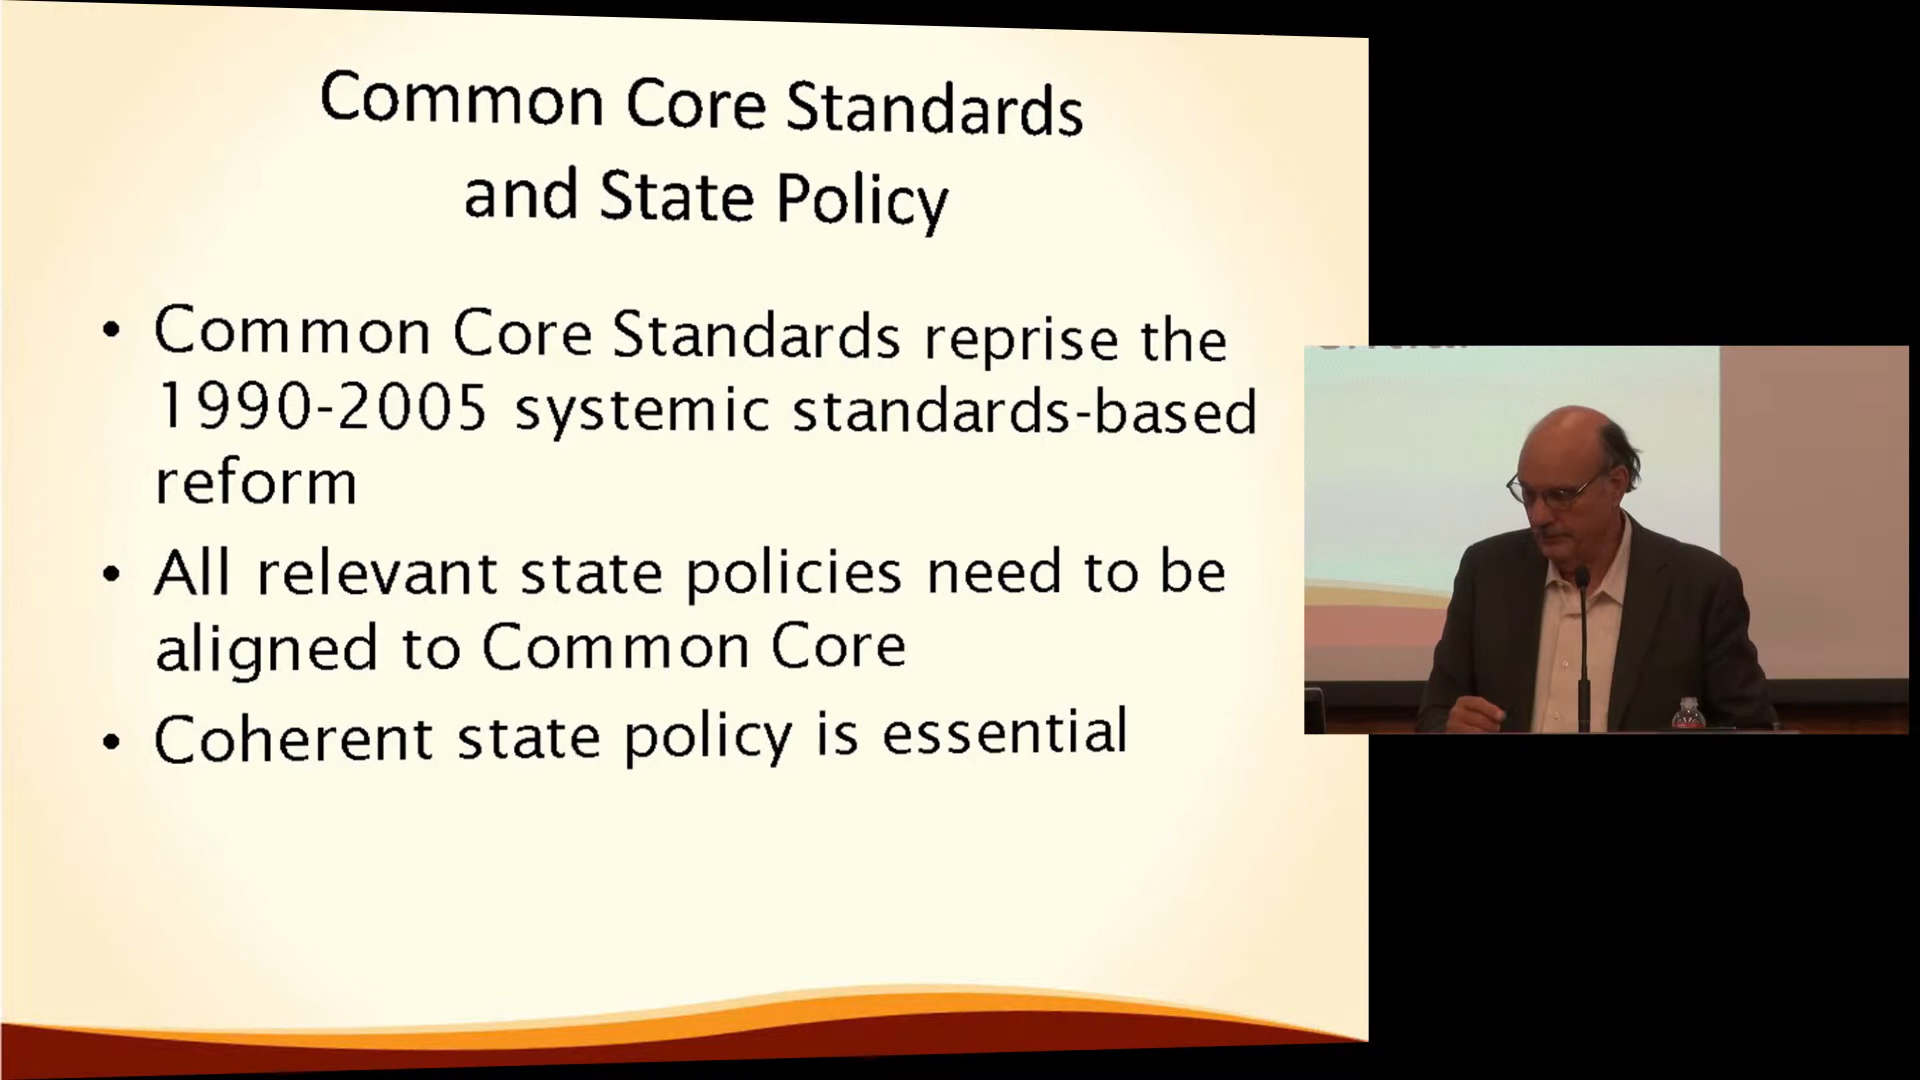 Common Core Standards
and State Policy
• Common Core Standards reprise the
1990-2005 systemic standards-based
reform
• All relevant state policies need to be
aligned to Common Core
• Coherent state policy is essential